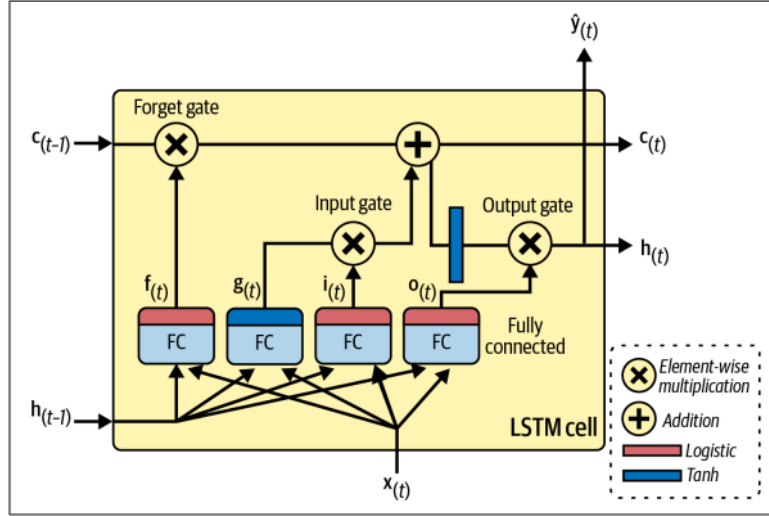 ŷ(t)
Forget gate
c(t–1)
c(t)
Input gate
Output gate
h(t)
f(t)
g(t)
i(t)
o(t)
FC
FC
FC
FC
Fully
connected
h(t–1)
LSTM cell
x(t)
Element-wise
multiplication
Addition
Logistic
Tanh